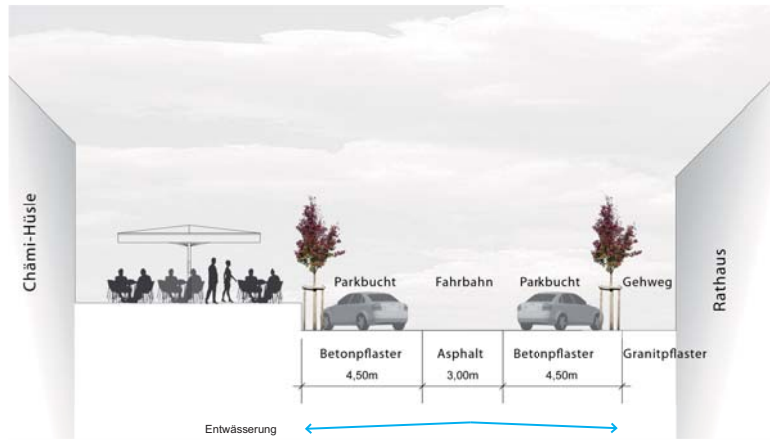 Chämi-Hüsle
Parkbucht
Fahrbahn
Parkbucht
Gehweg
Rathaus
Betonpflaster
Asphalt
Betonpflaster
Granitpflaster
4,50m
3,00m
4,50m
Entwässerung